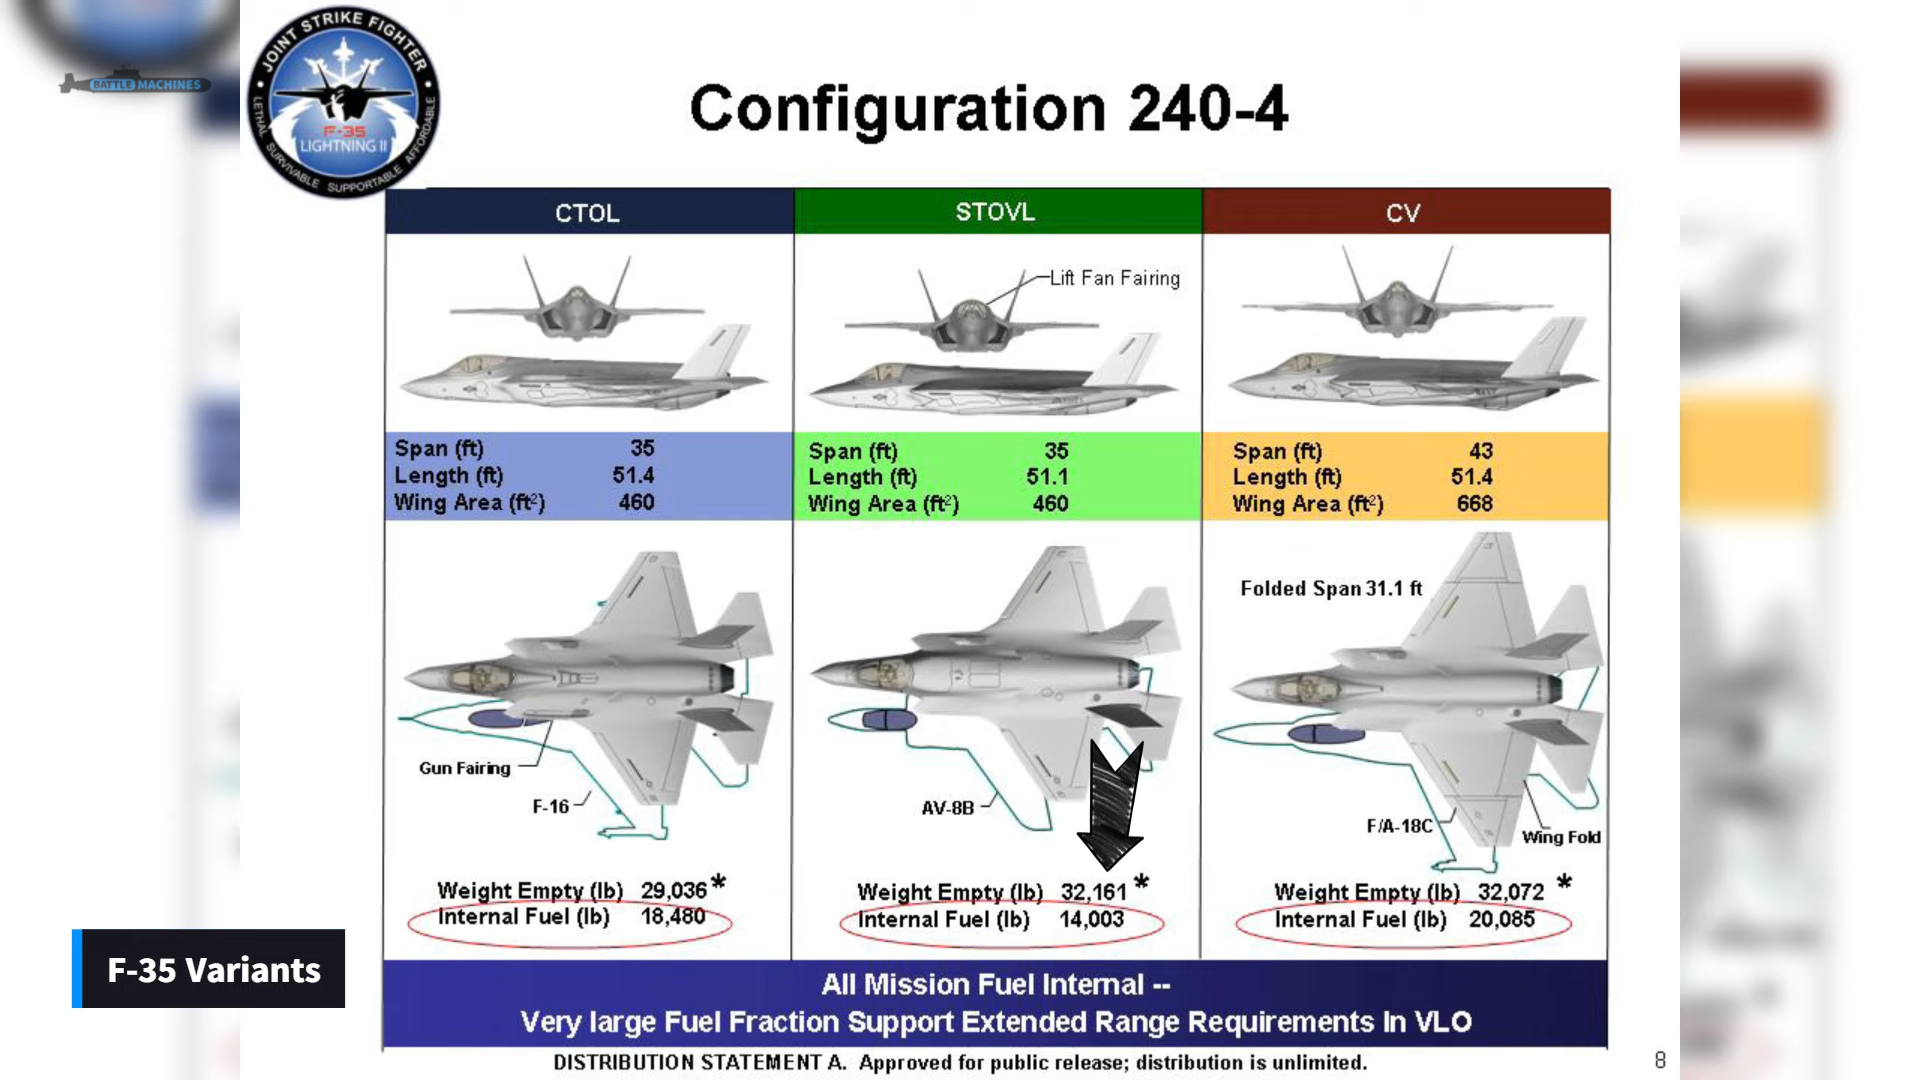 JOINT STRIKE FIGHTER
F-35
LIGHTNING II
LETHAL SURVIVABLE SUPPORTABLE AFFORDABLE
BATTLE MACHINES
Configuration 240-4
CTOL
STOVL
CV
Lift Fan Fairing
Span (ft) 35
Length (ft) 51.4
Wing Area (ft²) 460
Span (ft) 35
Length (ft) 51.1
Wing Area (ft²) 460
Span (ft) 43
Length (ft) 51.4
Wing Area (ft²) 668
Folded Span 31.1 ft
Gun Fairing
F-16
AV-8B
F/A-18C
Wing Fold
Weight Empty (lb) 29,036 *
Internal Fuel (lb) 18,480
Weight Empty (lb) 32,161 *
Internal Fuel (lb) 14,003
Weight Empty (lb) 32,072 *
Internal Fuel (lb) 20,085
F-35 Variants
All Mission Fuel Internal --
Very large Fuel Fraction Support Extended Range Requirements In VLO
DISTRIBUTION STATEMENT A. Approved for public release; distribution is unlimited.
8